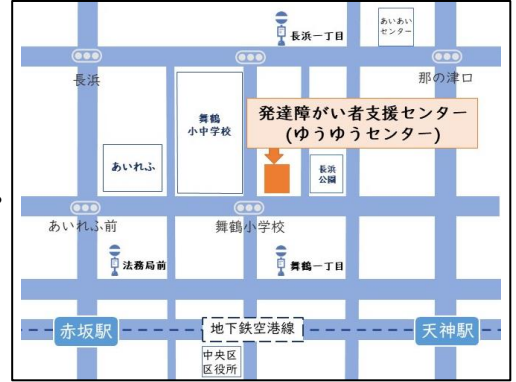 あいあい
センター
長浜一丁目
長浜
那の津口
発達障がい者支援センター
(ゆうゆうセンター)
舞鶴
小中学校
あいれふ
長浜
公園
あいれふ前
舞鶴小学校
法務局前
舞鶴一丁目
赤坂駅
地下鉄空港線
天神駅
中央区
区役所